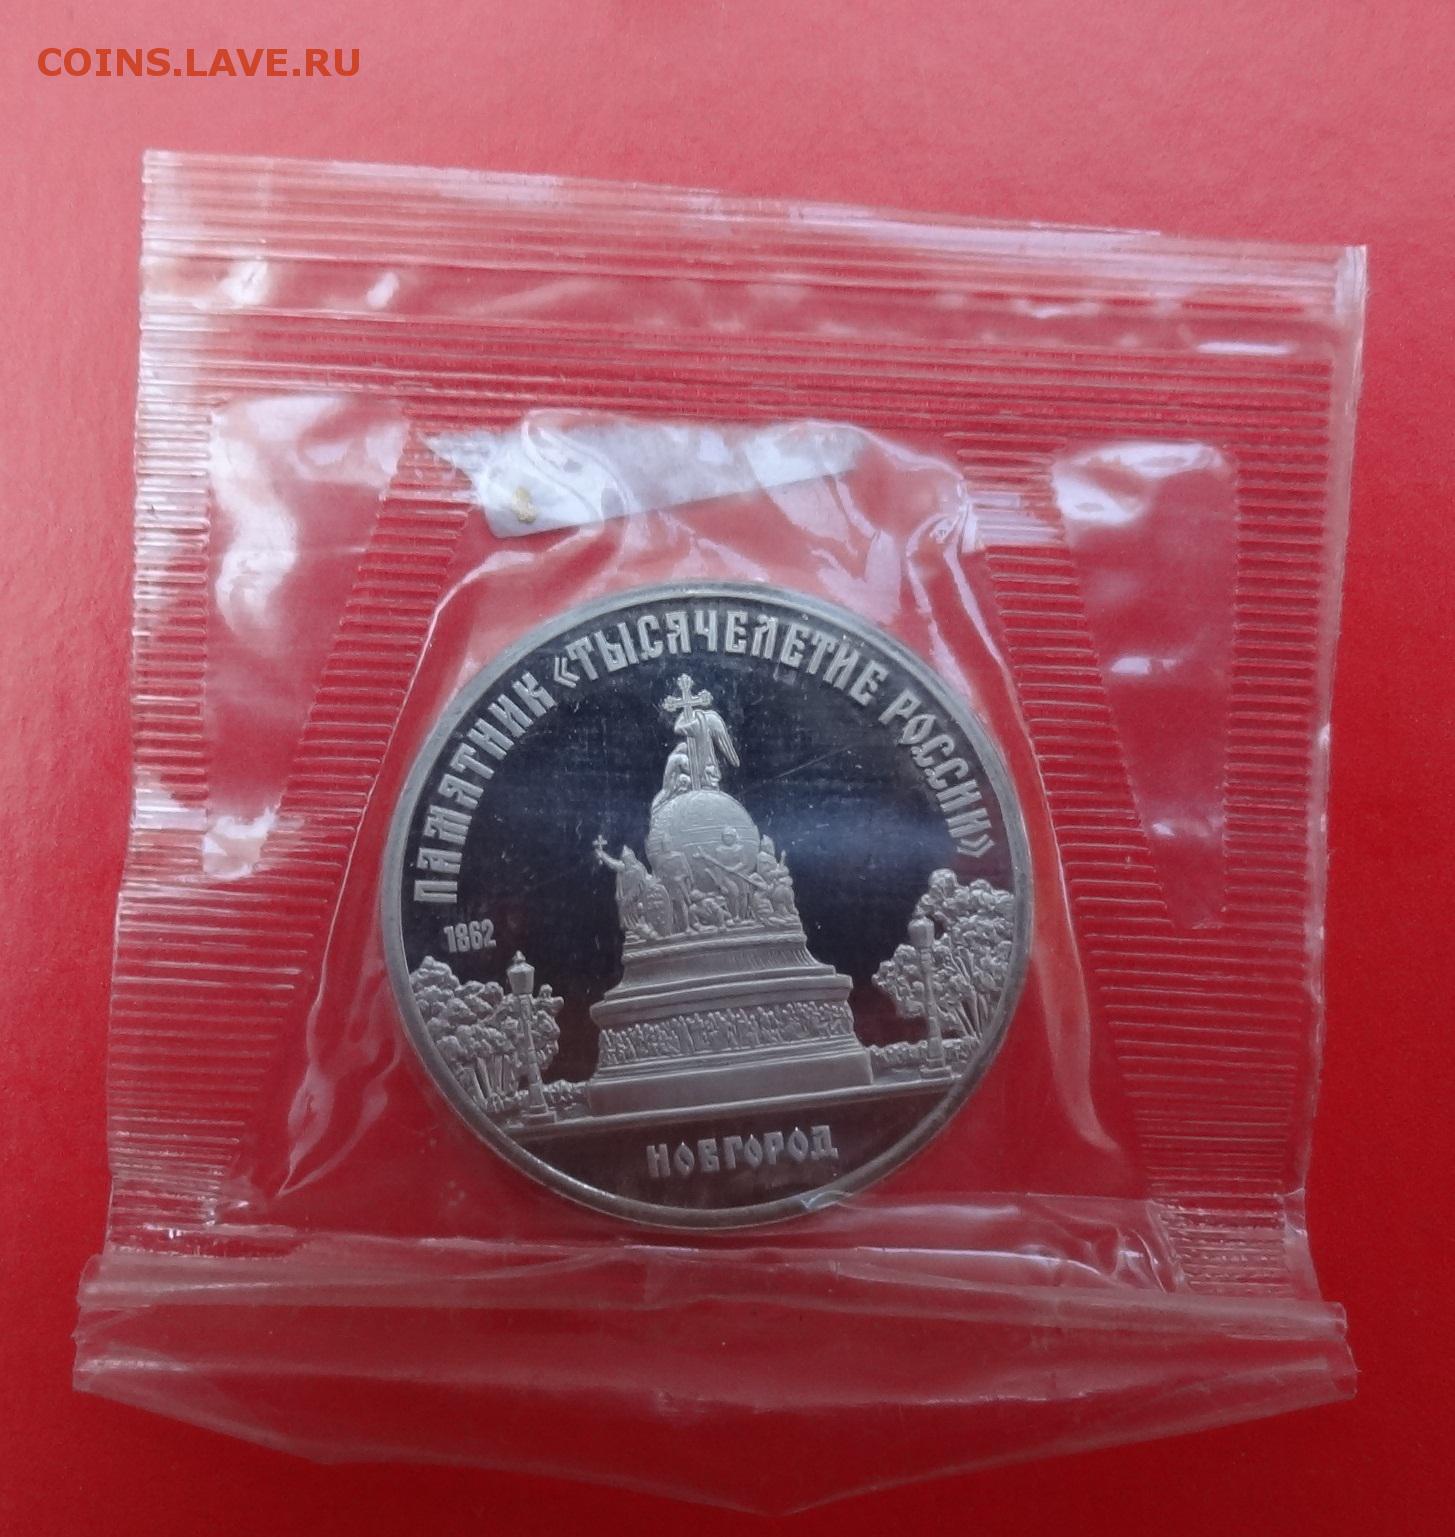 COINS.LAVE.RU
ПАМЯТНИК «ТЫСЯЧЕЛЕТИЕ РОССИИ»
1862
НОВГОРОД